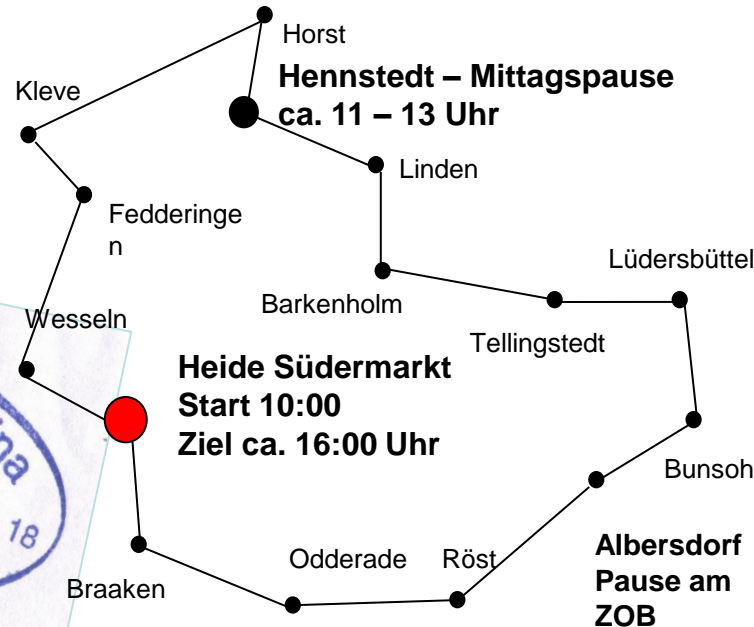 Horst
Hennstedt – Mittagspause
ca. 11 – 13 Uhr
Kleve
Linden
Fedderinge
n
Lüdersbüttel
Barkenholm
Wesseln
Tellingstedt
Heide Südermarkt
Start 10:00
Ziel ca. 16:00 Uhr
Bunsoh
18
Odderade
Röst
Albersdorf
Pause am
ZOB
Braaken